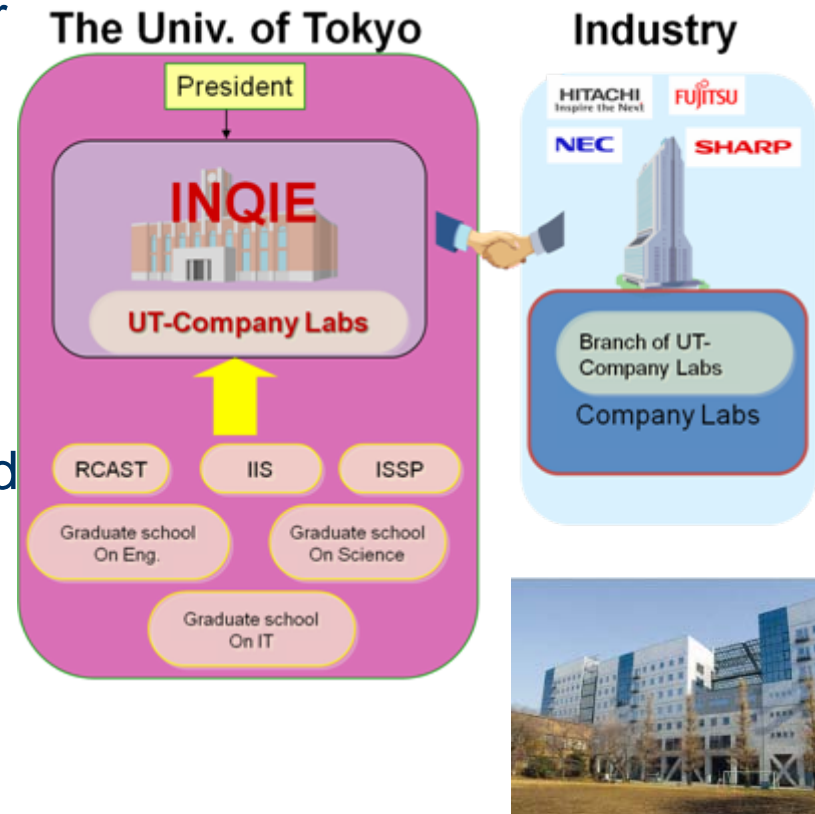 r
The Univ. of Tokyo
President
INQIE
UT-Company Labs
RCAST
IIS
ISSP
Graduate school
On Eng.
Graduate school
On Science
Graduate school
On IT
d
Industry
HITACHI
Inspire the Next
FUJITSU
NEC
SHARP
Branch of UT-
Company Labs
Company Labs